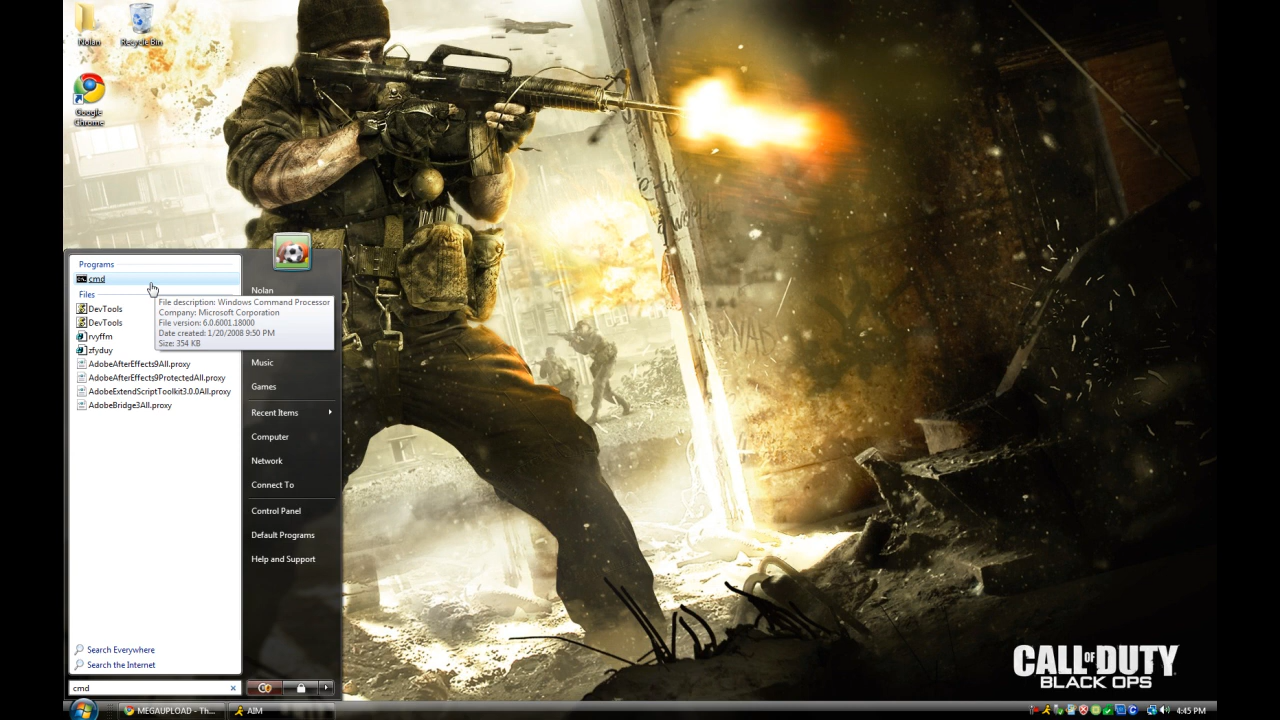 Nolan
Recycle Bin
Google
Chrome
Programs
cmd
Files
DevTools
DevTools
rvyffm
zfyduy
AdobeAfterEffects9All.proxy
AdobeAfterEffects9ProtectedAll.proxy
AdobeExtendScriptToolkit3.0.0All.proxy
AdobeBridge3All.proxy
File description: Windows Command Processor
Company: Microsoft Corporation
File version: 6.0.6001.18000
Date created: 1/20/2008 9:50 PM
Size: 354 KB
Search Everywhere
Search the Internet
cmd
Nolan
Music
Games
Recent Items
Computer
Network
Connect To
Control Panel
Default Programs
Help and Support
CALL OF DUTY
BLACK OPS
MEGAUPLOAD - Th...
AIM
4:45 PM